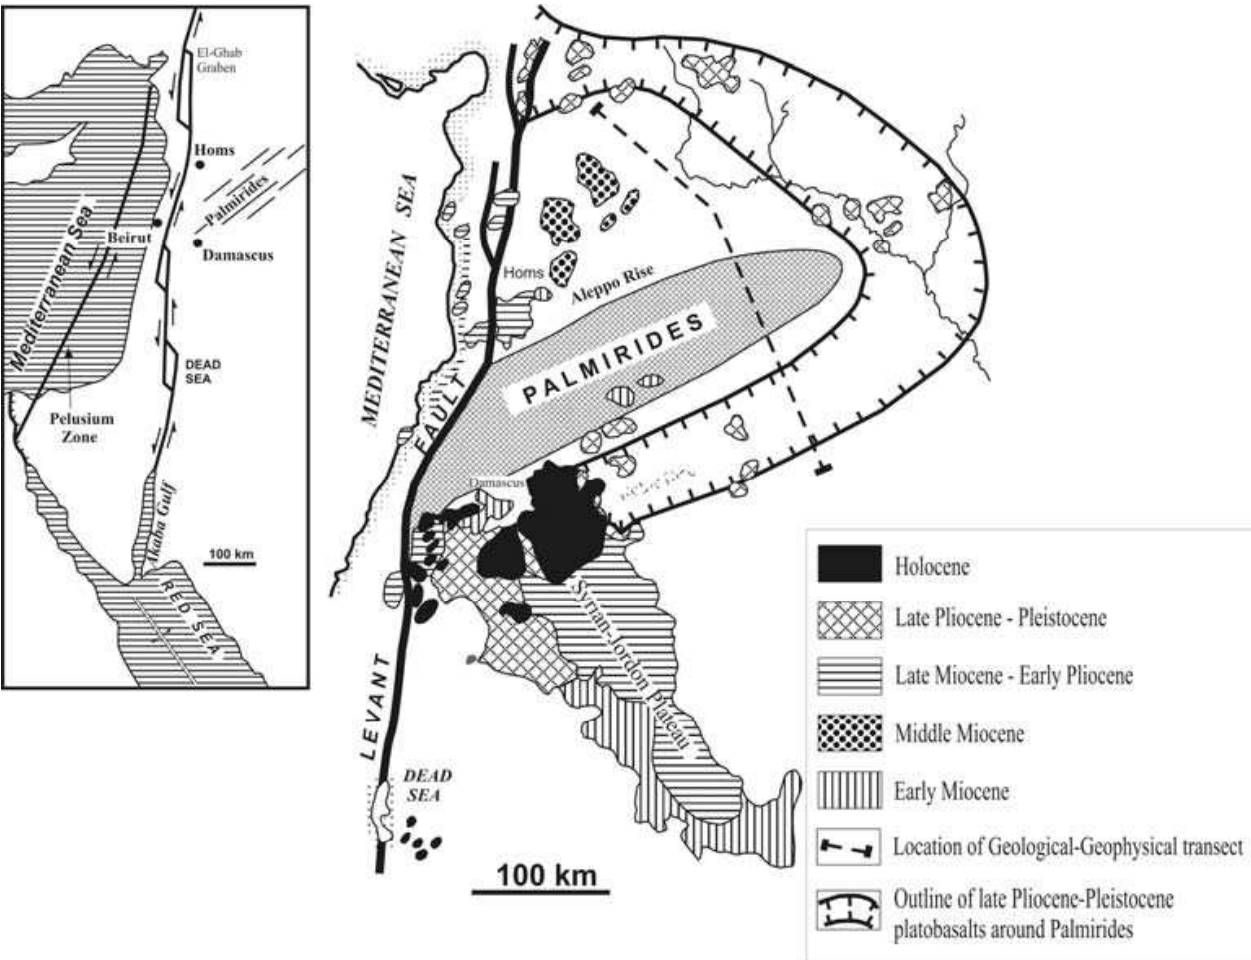 El-Ghab
Graben
Homs
Palmirides
Mediterranean Sea
Beirut
Damascus
DEAD
SEA
Pelusium
Zone
Akaba Gulf
100 km
RED SEA
MEDITERRANEAN SEA
Homs
Aleppo Rise
PALMIRIDES
FAULT
Damascus
Syrian-Jordon Plateau
LEVANT
DEAD
SEA
100 km
Holocene
Late Pliocene - Pleistocene
Late Miocene - Early Pliocene
Middle Miocene
Early Miocene
Location of Geological-Geophysical transect
Outline of late Pliocene-Pleistocene
platobasalts around Palmirides